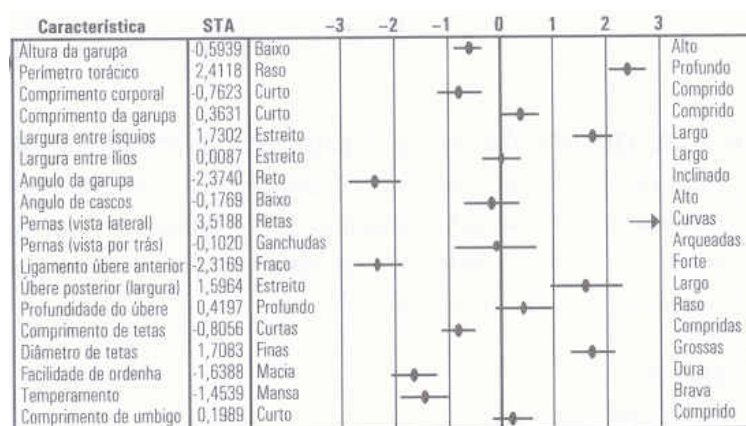 Característica STA −3 −2 −1 0 1 2 3
Altura da garupa -0,5939 Baixo Alto
Perímetro torácico 2,4118 Raso Profundo
Comprimento corporal -0,7623 Curto Comprido
Comprimento da garupa 0,3631 Curto Comprido
Largura entre ísquios 1,7302 Estreito Largo
Largura entre ílios 0,0087 Estreito Largo
Angulo da garupa -2,3740 Reto Inclinado
Angulo de cascos -0,1769 Baixo Alto
Pernas (vista lateral) 3,5188 Retas Curvas
Pernas (vista por trás) -0,1020 Ganchudas Arqueadas
Ligamento úbere anterior -2,3169 Fraço Forte
Úbere posterior (largura) 1,5964 Estreito Largo
Profundidade do úbere 0,4197 Profundo Raso
Comprimento de tetas -0,8056 Curtas Compridas
Diâmetro de tetas 1,7083 Finas Grossas
Facilidade de ordenha -1,6388 Macia Dura
Temperamento -1,4539 Mansa Brava
Comprimento de umbigo 0,1989 Curto Comprido